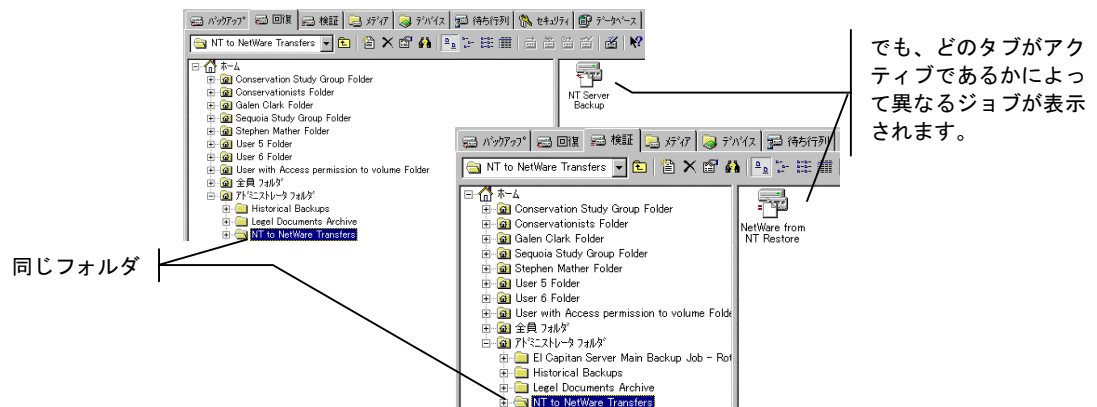 バックアップ 回復 検証 メディア デバイス 待ち行列 セキュリティ データベース
NT to NetWare Transfers
ホーム
Conservation Study Group Folder
Conservationists Folder
Galen Clark Folder
Sequoia Study Group Folder
Stephen Mather Folder
User 5 Folder
User 6 Folder
User with Access permission to volume Folder
全員 フォルダ
アドミニストレータ フォルダ
Historical Backups
Legel Documents Archive
NT to NetWare Transfers
NT Server
Backup
でも、どのタブがアク
ティブであるかによっ
て異なるジョブが表示
されます。
同じフォルダ
バックアップ 回復 検証 メディア デバイス 待ち行列
NT to NetWare Transfers
ホーム
Conservation Study Group Folder
Conservationists Folder
Galen Clark Folder
Sequoia Study Group Folder
Stephen Mather Folder
User 5 Folder
User 6 Folder
User with Access permission to volume Folde
全員 フォルダ
アドミニストレータ フォルダ
El Capitan Server Main Backup Job - Rot
Historical Backups
Legel Documents Archive
NT to NetWare Transfers
NetWare from
NT Restore